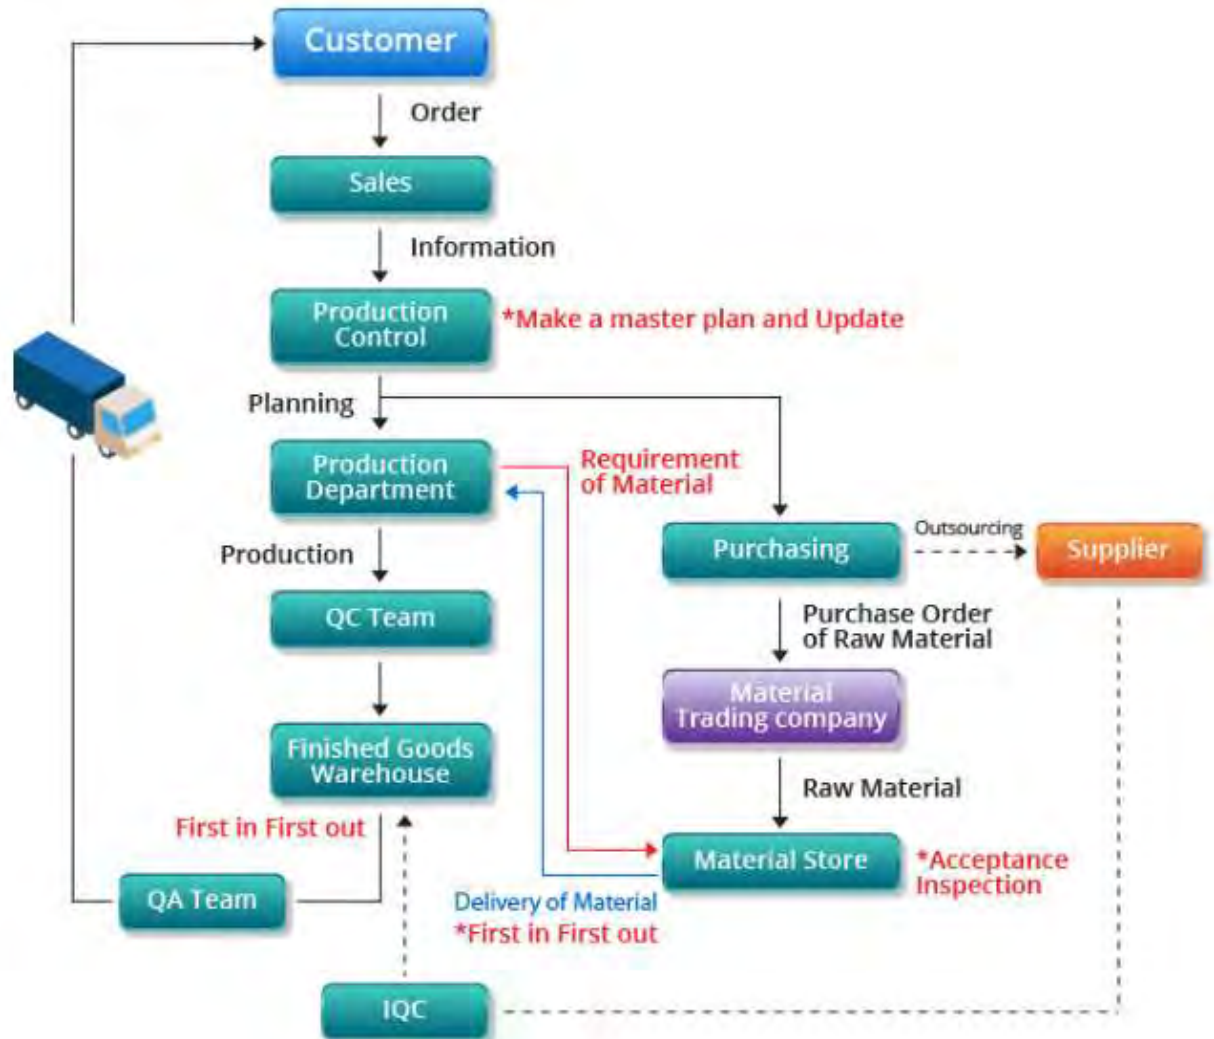 Customer
Order
Sales
Information
Production
Control
*Make a master plan and Update
Planning
Production
Department
Requirement
of Material
Purchasing
Outsourcing
Supplier
Production
QC Team
Purchase Order
of Raw Material
Material
Trading company
Finished Goods
Warehouse
Raw Material
First in First out
Material Store
*Acceptance
Inspection
QA Team
Delivery of Material
*First in First out
IQC